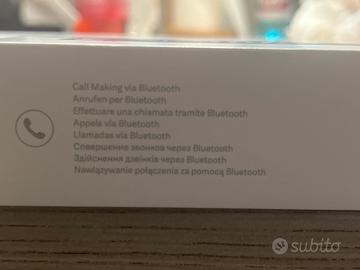 Call Making via Bluetooth
Anrufen per Bluetooth
Effettuare una chiamata tramite Bluetooth
Appels via Bluetooth
Llamadas via Bluetooth
Совершение звонков через Bluetooth
Здійснення дзвінків через Bluetooth
Nawiązywanie połączenia za pomocą Bluetooth
subito